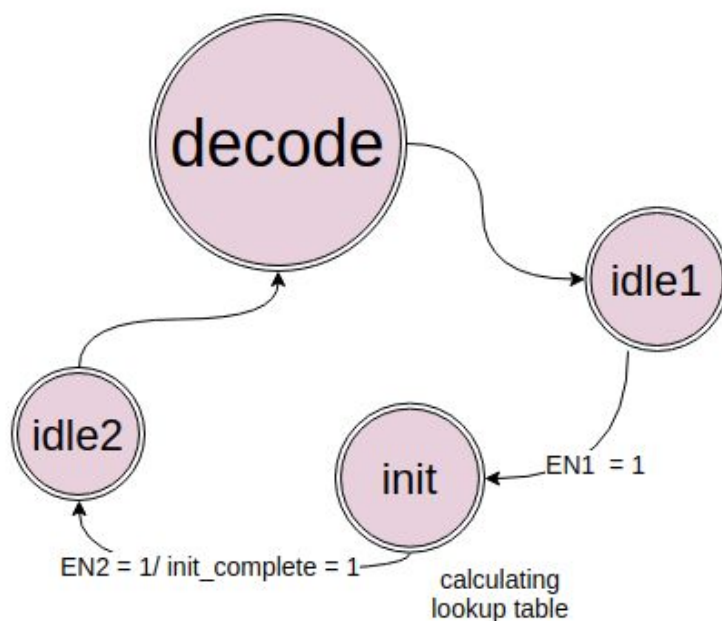 decode
idle1
idle2
init
EN1  = 1
EN2 = 1/ init_complete = 1
calculating
lookup table